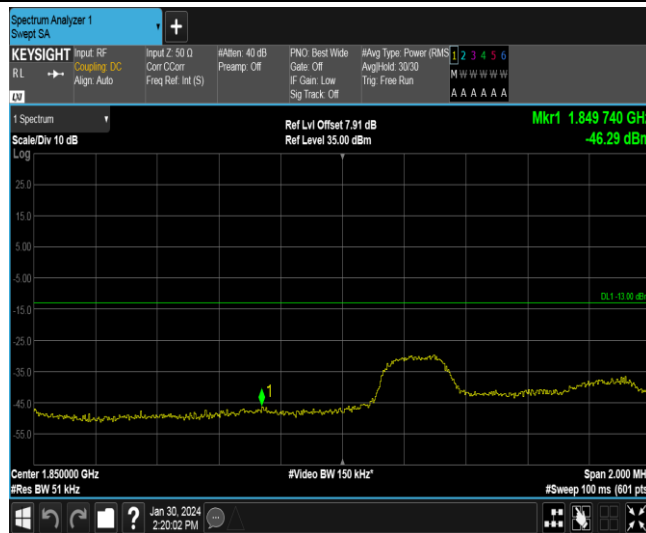 Spectrum Analyzer 1
Swept SA
+
KEYSIGHT
RL
LXI
Input: RF
Coupling: DC
Align: Auto
Input Z: 50 Ω
Corr CCorr
Freq Ref: Int (S)
#Atten: 40 dB
Preamp: Off
PNO: Best Wide
Gate: Off
IF Gain: Low
Sig Track: Off
#Avg Type: Power (RMS
Avg|Hold: 30/30
Trig: Free Run
1 2 3 4 5 6
M W W W W W
A A A A A A
1 Spectrum
Scale/Div 10 dB
Log
Ref Lvl Offset 7.91 dB
Ref Level 35.00 dBm
Mkr1 1.849 740 GHz
-46.29 dBm
25.0
15.0
5.00
-5.00
-15.0
-25.0
-35.0
-45.0
-55.0
DL1 -13.00 dBm
1
Center 1.850000 GHz
#Res BW 51 kHz
#Video BW 150 kHz*
Span 2.000 MH
#Sweep 100 ms (601 pts
?
Jan 30, 2024
2:20:02 PM